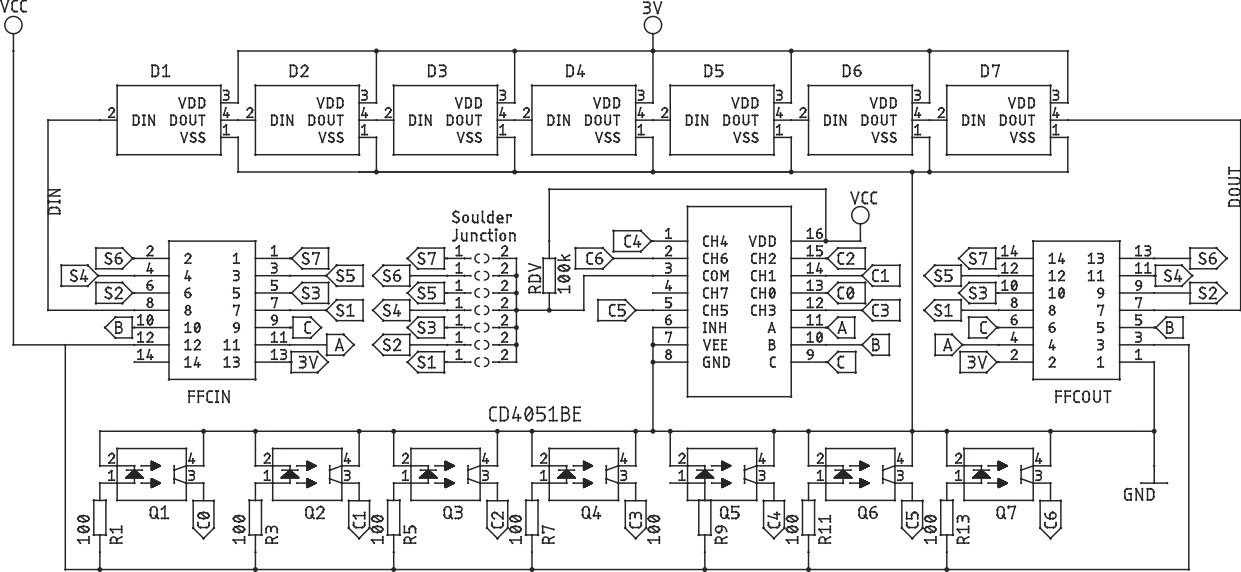 VCC 3V
D1 D2 D3 D4 D5 D6 D7
2 DIN VDD 3 DOUT 4 VSS 1
2 DIN VDD 3 DOUT 4 VSS 1
2 DIN VDD 3 DOUT 4 VSS 1
2 DIN VDD 3 DOUT 4 VSS 1
2 DIN VDD 3 DOUT 4 VSS 1
2 DIN VDD 3 DOUT 4 VSS 1
2 DIN VDD 3 DOUT 4 VSS 1
DIN
DOUT
S6 2 2 1 1 S7
S4 4 4 3 3 S5
S2 6 6 5 5 S3
8 8 7 7 S1
B 10 10 9 9 C
12 12 11 11 A
14 14 13 13 3V
FFCIN
Soulder
Junction
S7 1 2
S6 1 2
S5 1 2
S4 1 2
S3 1 2
S2 1 2
S1 1 2
RDV
100k
VCC
C4 1 CH4 VDD 16
C6 2 CH6 CH2 15 C2
3 COM CH1 14 C1
4 CH7 CH0 13 C0
C5 5 CH5 CH3 12 C3
6 INH A 11 A
7 VEE B 10 B
8 GND C 9 C
CD4051BE
S7 14 14 13 13 S6
S5 12 12 11 11 S4
S3 10 10 9 9 S2
S1 8 8 7 7
C 6 6 5 5 B
A 4 4 3 3
3V 2 2 1 1
FFCOUT
GND
2 1 4 3 Q1 100 R1 C0
2 1 4 3 Q2 100 R3 C1
2 1 4 3 Q3 100 R5 C2
2 1 4 3 Q4 100 R7 C3
2 1 4 3 Q5 100 R9 C4
2 1 4 3 Q6 100 R11 C5
2 1 4 3 Q7 100 R13 C6